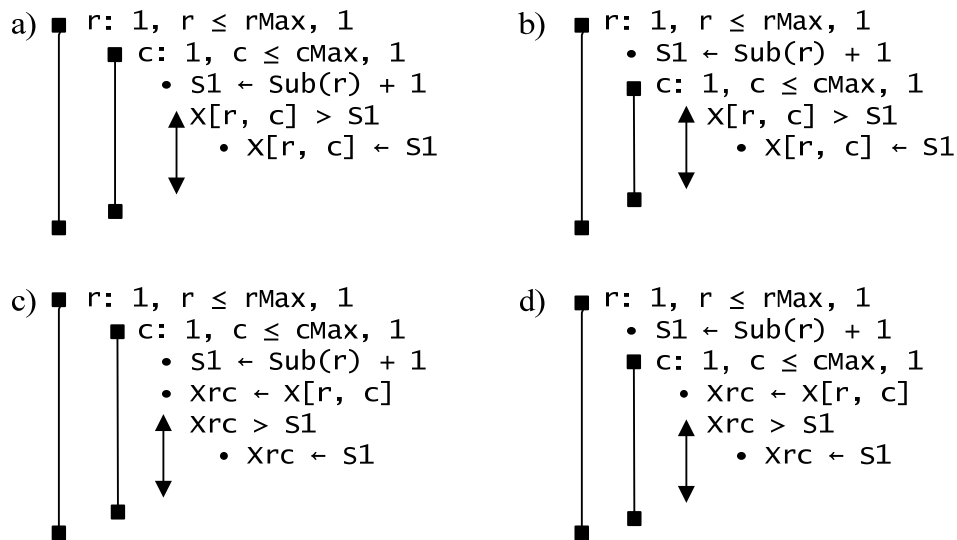 a) r: 1, r ≤ rMax, 1
c: 1, c ≤ cMax, 1
• S1 ← Sub(r) + 1
X[r, c] > S1
• X[r, c] ← S1
b) r: 1, r ≤ rMax, 1
• S1 ← Sub(r) + 1
c: 1, c ≤ cMax, 1
X[r, c] > S1
• X[r, c] ← S1
c) r: 1, r ≤ rMax, 1
c: 1, c ≤ cMax, 1
• S1 ← Sub(r) + 1
• Xrc ← X[r, c]
Xrc > S1
• Xrc ← S1
d) r: 1, r ≤ rMax, 1
• S1 ← Sub(r) + 1
c: 1, c ≤ cMax, 1
• Xrc ← X[r, c]
Xrc > S1
• Xrc ← S1